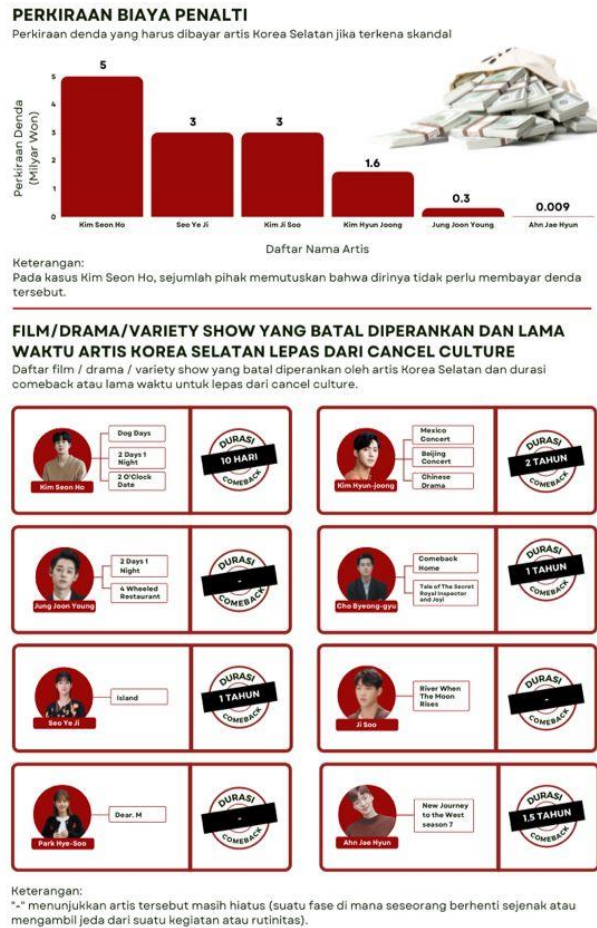 PERKIRAAN BIAYA PENALTI
Perkiraan denda yang harus dibayar artis Korea Selatan jika terkena skandal
Perkiraan Denda
(Milyar Won)
5
4
3
2
1
0
5
3
3
1.6
0.3
0.009
Kim Seon Ho
Seo Ye Ji
Kim Ji Soo
Kim Hyun Joong
Jung Joon Young
Ahn Jae Hyun
Daftar Nama Artis
Keterangan:
Pada kasus Kim Seon Ho, sejumlah pihak memutuskan bahwa dirinya tidak perlu membayar denda
tersebut.
FILM/DRAMA/VARIETY SHOW YANG BATAL DIPERANKAN DAN LAMA
WAKTU ARTIS KOREA SELATAN LEPAS DARI CANCEL CULTURE
Daftar film / drama / variety show yang batal diperankan oleh artis Korea Selatan dan durasi
comeback atau lama waktu untuk lepas dari cancel culture.
Kim Seon Ho
Dog Days
2 Days 1
Night
2 O'Clock
Date
DURASI
10 HARI
COMEBACK
Kim Hyun-joong
Mexico
Concert
Beijing
Concert
Chinese
Drama
DURASI
2 TAHUN
COMEBACK
Jung Joon Young
2 Days 1
Night
4 Wheeled
Restaurant
DURASI
-
COMEBACK
Cho Byeong-gyu
Comeback
Home
Tale of The Secret
Royal Inspector
and Joyi
DURASI
1 TAHUN
COMEBACK
Seo Ye Ji
Island
DURASI
1 TAHUN
COMEBACK
Ji Soo
River When
The Moon
Rises
DURASI
-
COMEBACK
Park Hye-Soo
Dear. M
DURASI
-
COMEBACK
Ahn Jae Hyun
New Journey
to the West
season 7
DURASI
1.5 TAHUN
COMEBACK
Keterangan:
"-" menunjukkan artis tersebut masih hiatus (suatu fase di mana seseorang berhenti sejenak atau
mengambil jeda dari suatu kegiatan atau rutinitas).